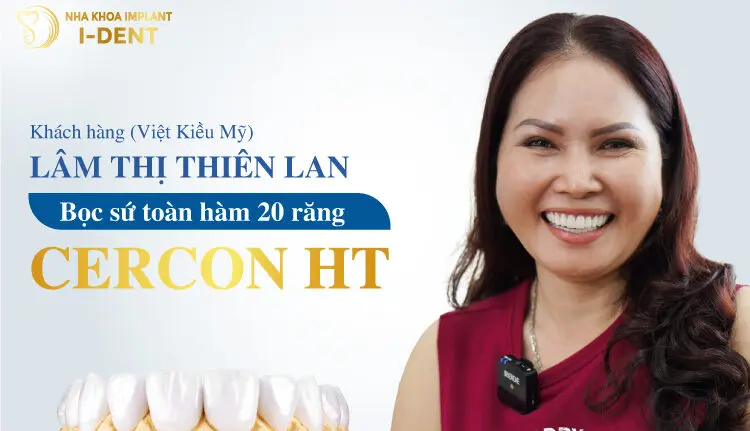 NHA KHOA IMPLANT
I-DENT
Khách hàng (Việt Kiều Mỹ)
LÂM THỊ THIÊN LAN
Bọc sứ toàn hàm 20 răng
CERCON HT
RODE